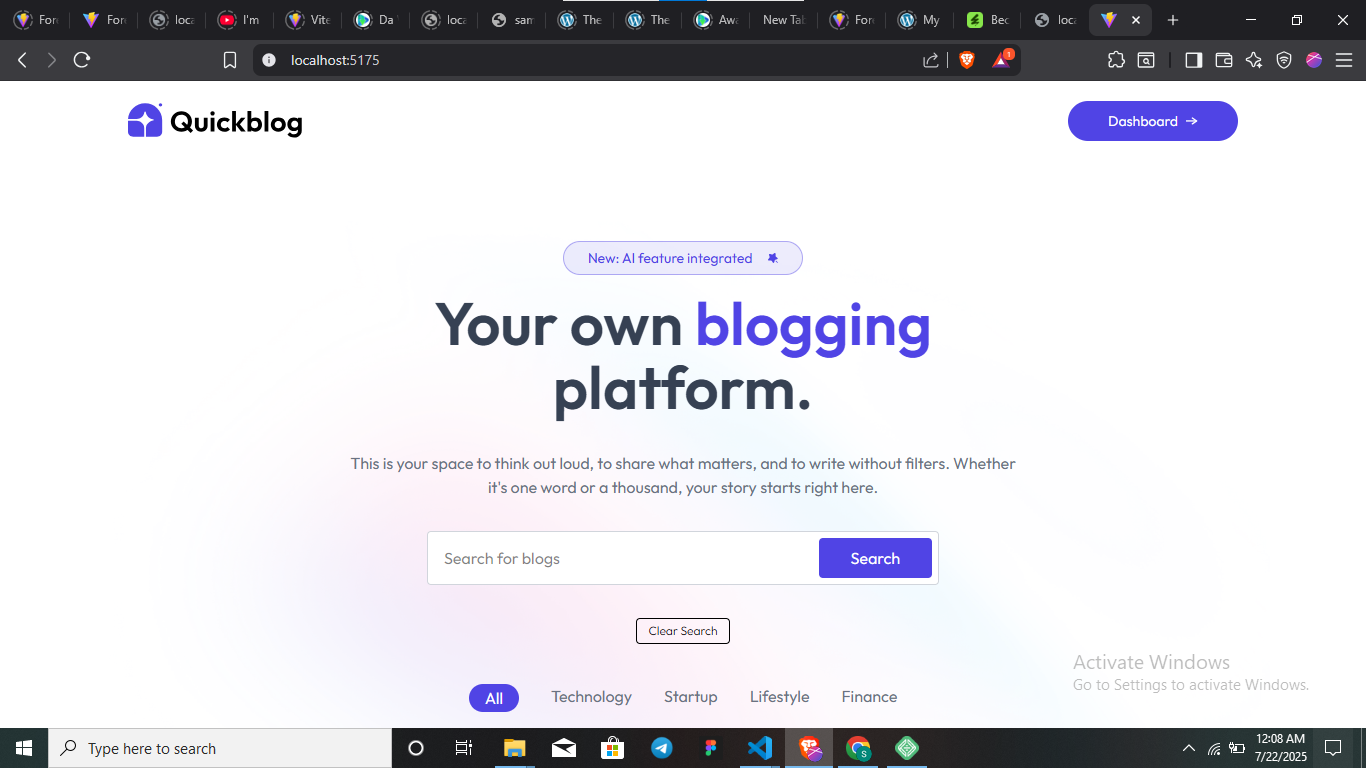 Fore
Fore
loca
I'm
Vite
Da
loca
sam
The
The
Awa
New Tab
Fore
My
Bec
loca
localhost:5175
1
Quickblog
Dashboard →
New: AI feature integrated
Your own blogging
platform.
This is your space to think out loud, to share what matters, and to write without filters. Whether
it's one word or a thousand, your story starts right here.
Search for blogs
Search
Clear Search
All
Technology
Startup
Lifestyle
Finance
Activate Windows
Go to Settings to activate Windows.
Type here to search
S
12:08 AM
7/22/2025